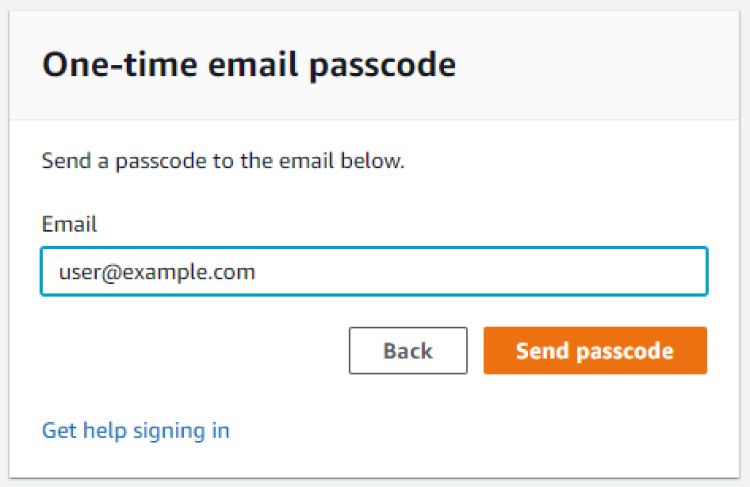 One-time email passcode
Send a passcode to the email below.
Email
user@example.com
Back
Send passcode
Get help signing in